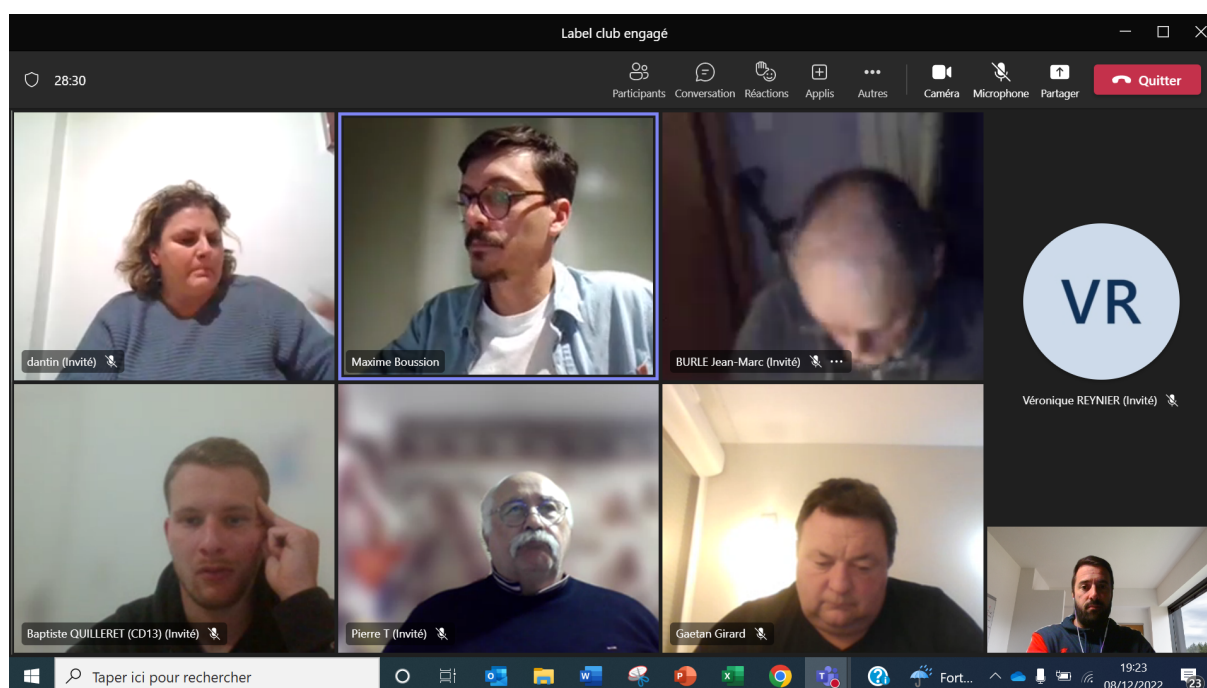 Label club engagé
28:30
Participants Conversation Réactions Applis Autres Caméra Microphone Partager Quitter
dantin (Invité) Maxime Boussion BURLE Jean-Marc (Invité)
VR
Véronique REYNIER (Invité)
Baptiste QUILLERET (CD13) (Invité) Pierre T (Invité) Gaetan Girard
Taper ici pour rechercher Fort... 19:23
08/12/2022 23